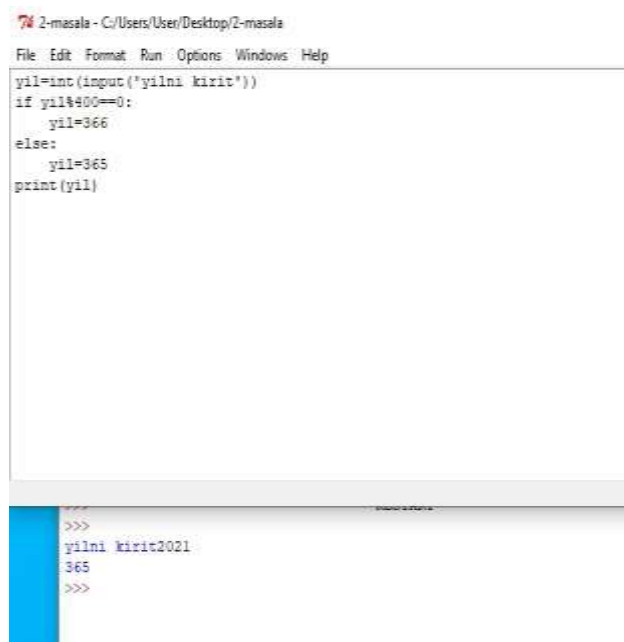 2-masala - C:/Users/User/Desktop/2-masala
File Edit Format Run Options Windows Help
yil=int(input("yilni kirit"))
if yil%400==0:
    yil=366
else:
    yil=365
print(yil)
>>>
>>>
yilni kirit2021
365
>>>